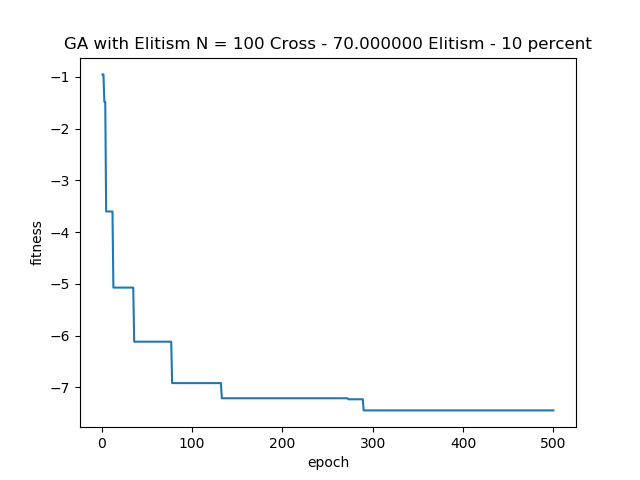 GA with Elitism N = 100 Cross - 70.000000 Elitism - 10 percent
−1
−2
−3
−4
−5
−6
−7
fitness
0 100 200 300 400 500
epoch